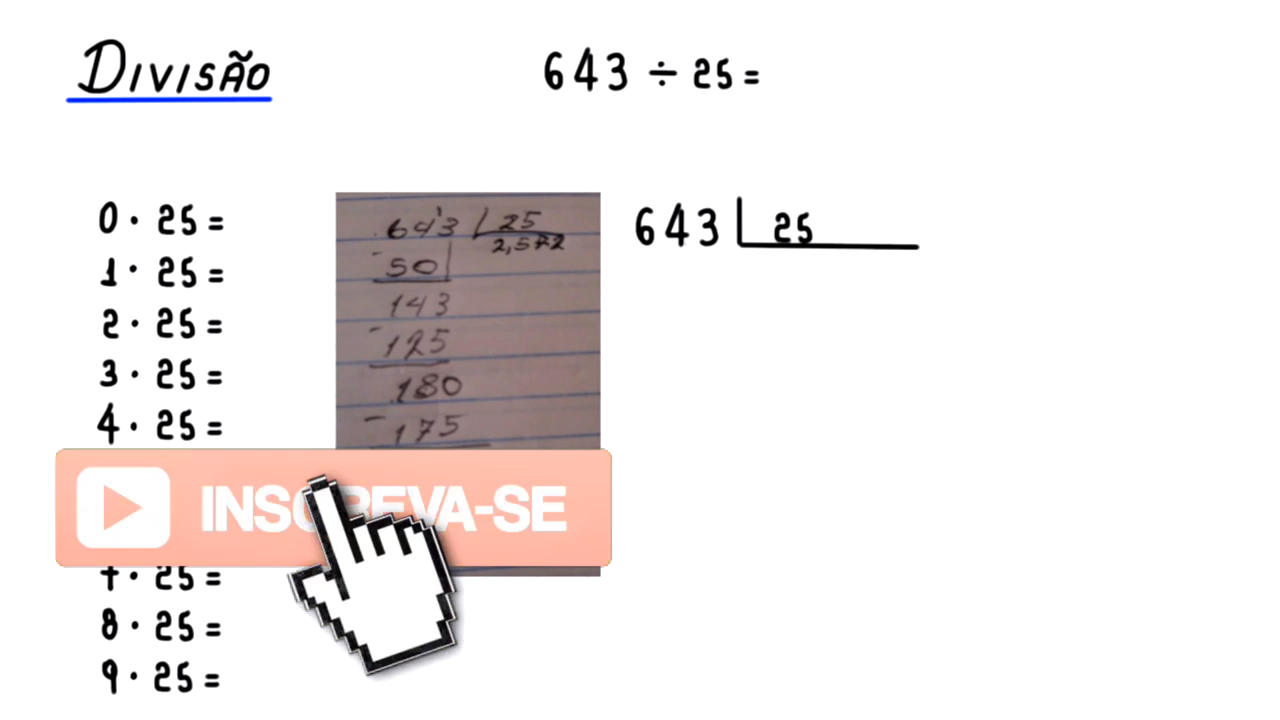 DIVISÃO
643 ÷ 25 =
0 · 25 =
1 · 25 =
2 · 25 =
3 · 25 =
4 · 25 =
INSCREVA-SE
7 · 25 =
8 · 25 =
9 · 25 =
643 25
2,572
50
143
- 125
180
- 175
643 25